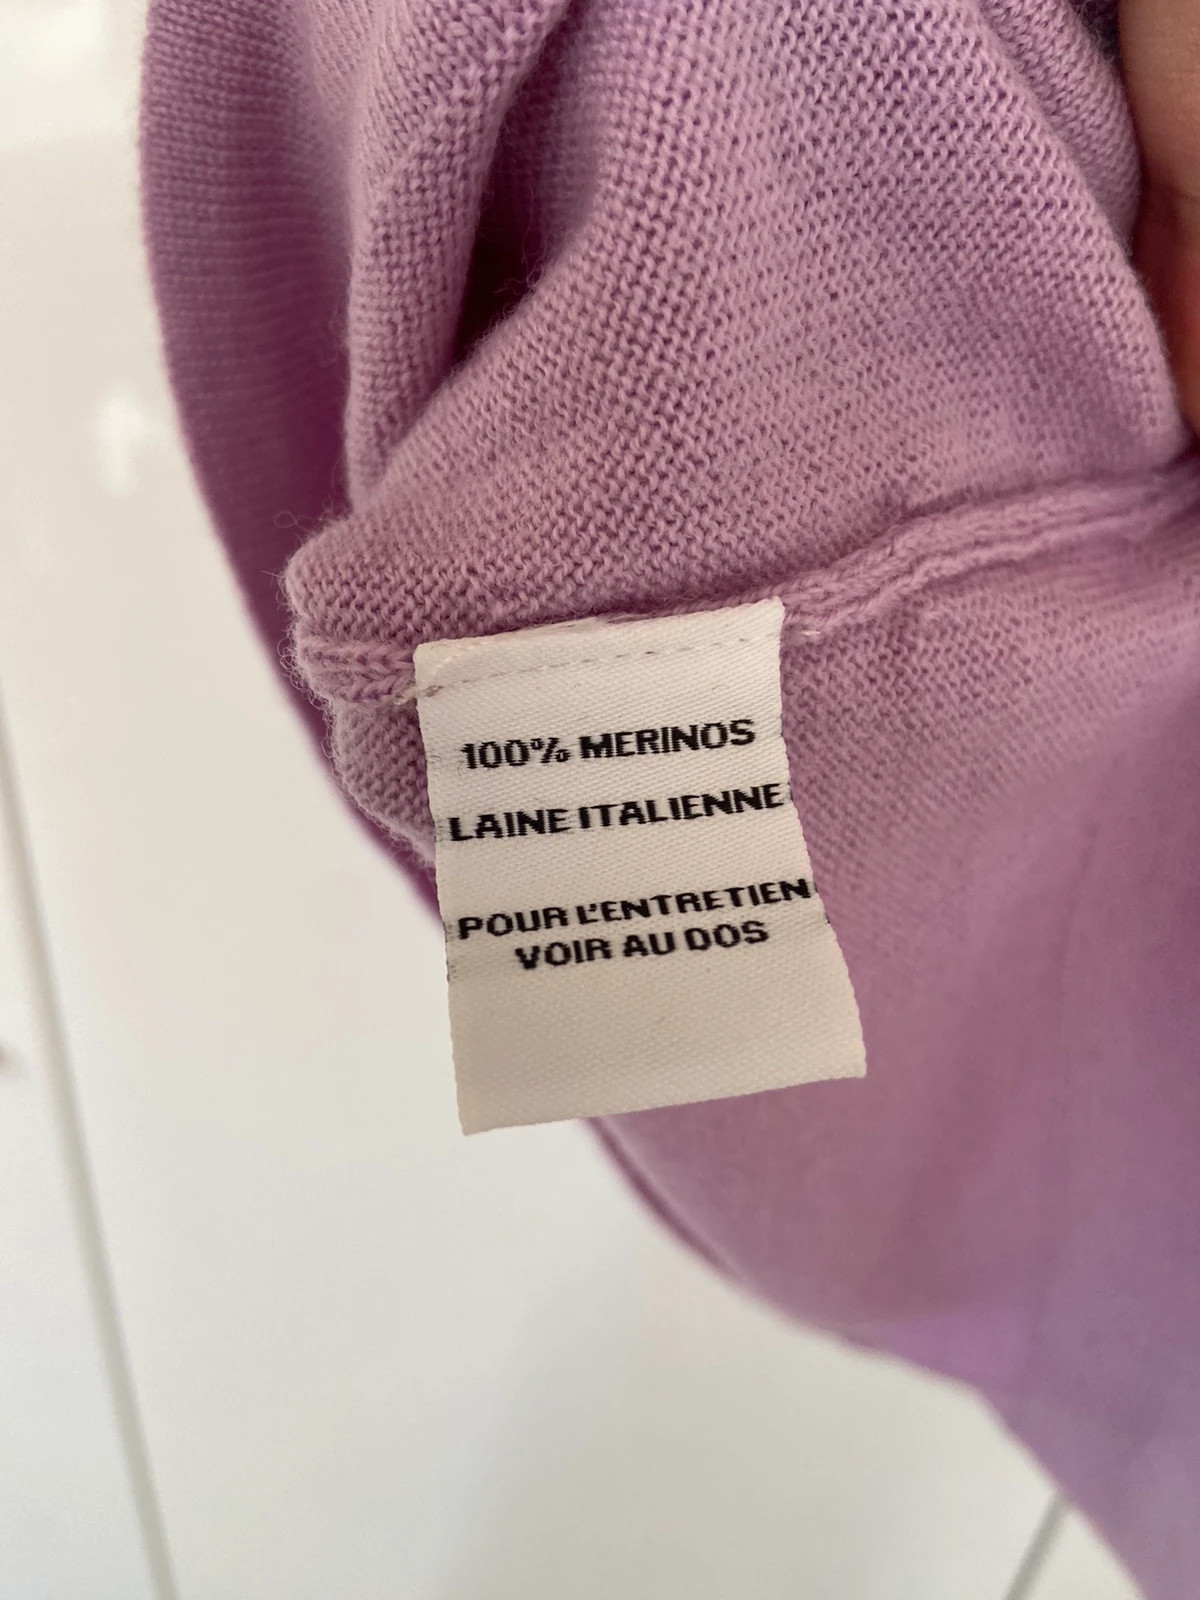 100% MERINOS
LAINE ITALIENNE
POUR L'ENTRETIEN
VOIR AU DOS